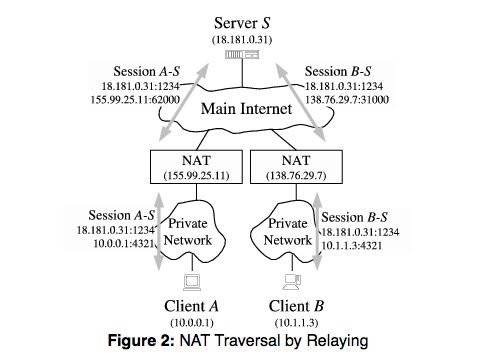 Server S
(18.181.0.31)
Session A-S
18.181.0.31:1234
155.99.25.11:62000
Session B-S
18.181.0.31:1234
138.76.29.7:31000
Main Internet
NAT
(155.99.25.11)
NAT
(138.76.29.7)
Session A-S
18.181.0.31:1234
10.0.0.1:4321
Private
Network
Private
Network
Session B-S
18.181.0.31:1234
10.1.1.3:4321
Client A
(10.0.0.1)
Client B
(10.1.1.3)
Figure 2: NAT Traversal by Relaying